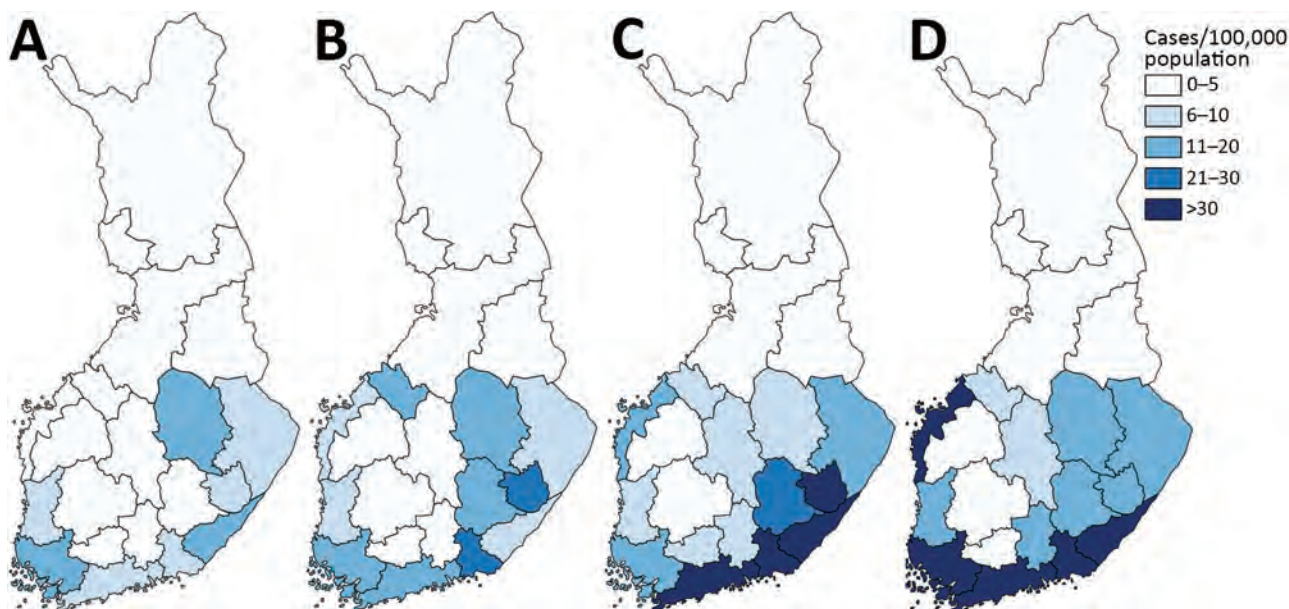 A
B
C
D
Cases/100,000
population
0–5
6–10
11–20
21–30
>30